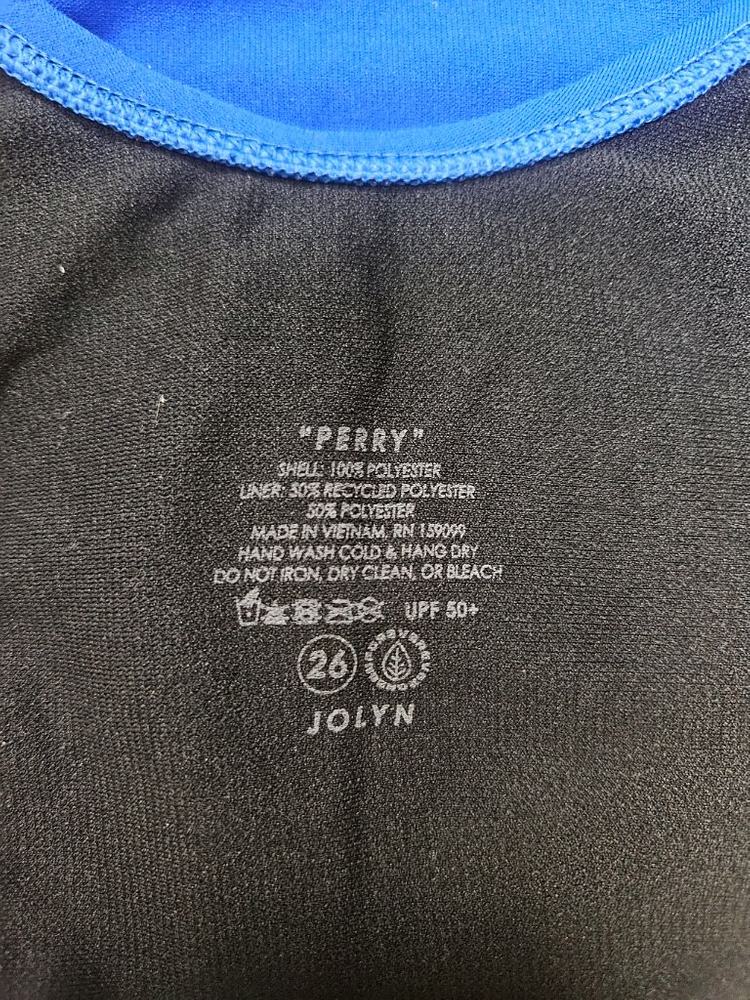 "PERRY"
SHELL: 100% POLYESTER
LINER: 50% RECYCLED POLYESTER
50% POLYESTER
MADE IN VIETNAM, RN 159099
HAND WASH COLD & HANG DRY
DO NOT IRON, DRY CLEAN, OR BLEACH
UPF 50+
26
JOLYN